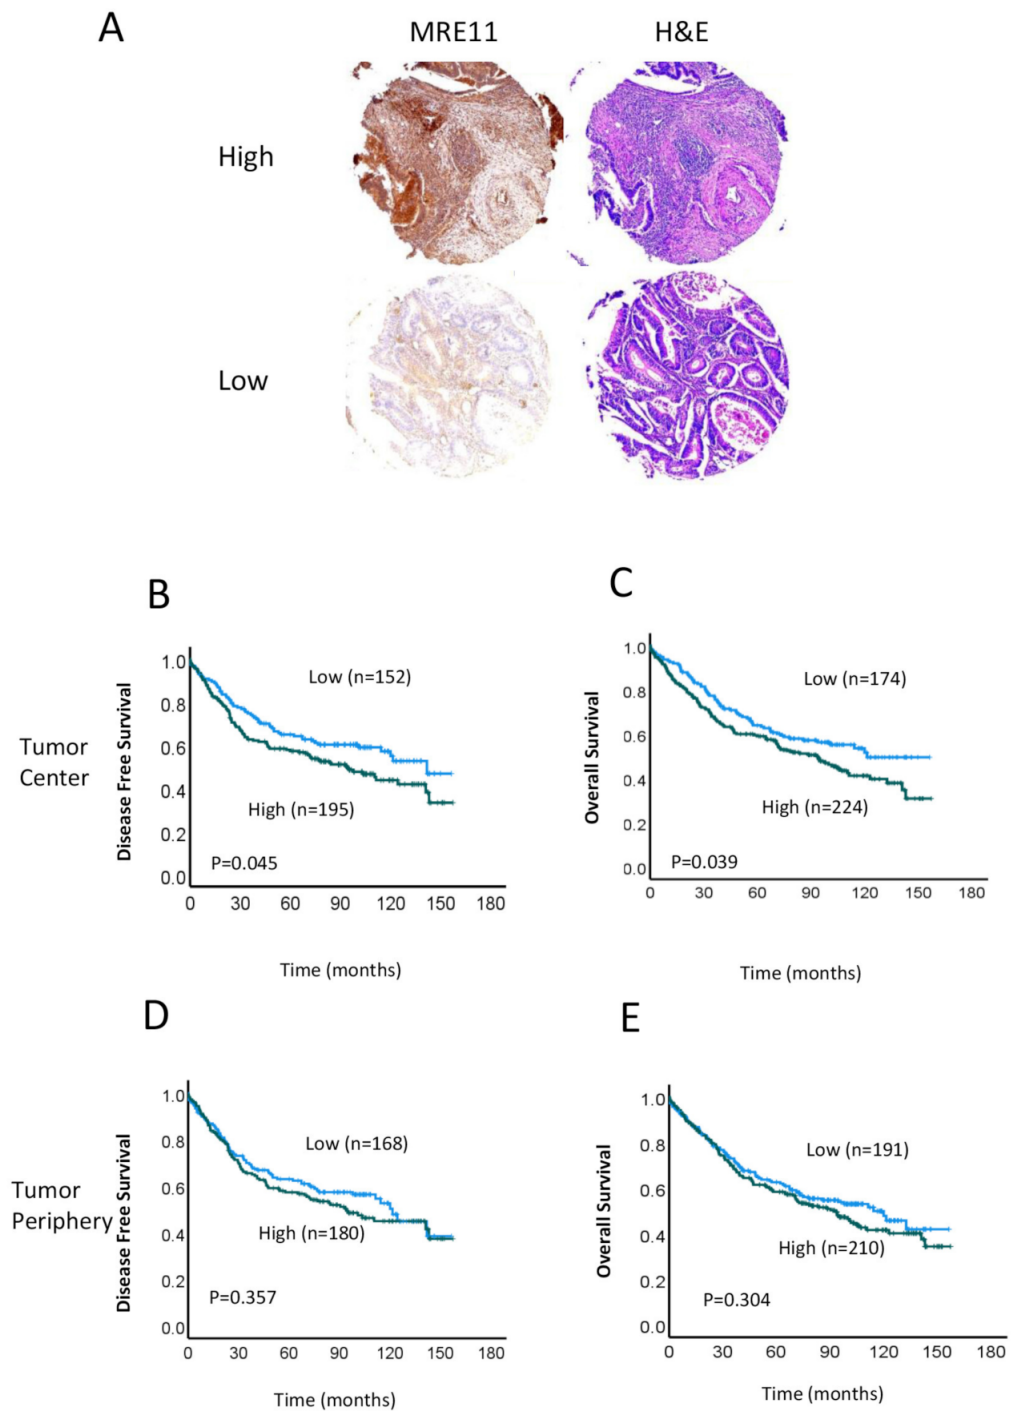 A
MRE11
H&E
High
Low
B
Tumor
Center
Disease Free Survival
1.0
0.8
0.6
0.4
0.2
0.0
Low (n=152)
High (n=195)
P=0.045
0 30 60 90 120 150 180
Time (months)
C
Overall Survival
1.0
0.8
0.6
0.4
0.2
0.0
Low (n=174)
High (n=224)
P=0.039
0 30 60 90 120 150 180
Time (months)
D
Tumor
Periphery
Disease Free Survival
1.0
0.8
0.6
0.4
0.2
0.0
Low (n=168)
High (n=180)
P=0.357
0 30 60 90 120 150 180
Time (months)
E
Overall Survival
1.0
0.8
0.6
0.4
0.2
0.0
Low (n=191)
High (n=210)
P=0.304
0 30 60 90 120 150 180
Time (months)